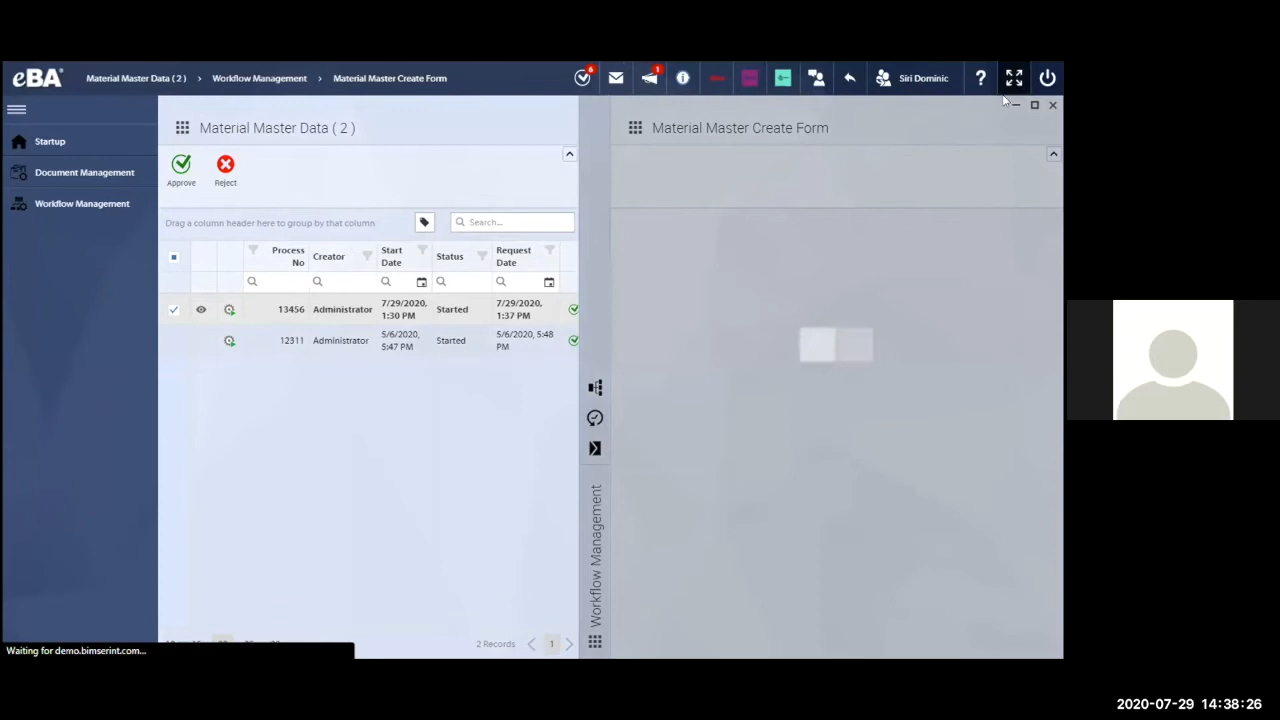 eBA
Material Master Data ( 2 ) > Workflow Management > Material Master Create Form
6
1
Siri Dominic
?
Startup
Document Management
Workflow Management
Material Master Data ( 2 )
Approve
Reject
Drag a column header here to group by that column
Search...
Process No
Creator
Start Date
Status
Request Date
13456
Administrator
7/29/2020, 1:30 PM
Started
7/29/2020, 1:37 PM
12311
Administrator
5/6/2020, 5:47 PM
Started
5/6/2020, 5:48 PM
2 Records
1
Workflow Management
Material Master Create Form
Waiting for demo.bimserint.com...
2020-07-29 14:38:26